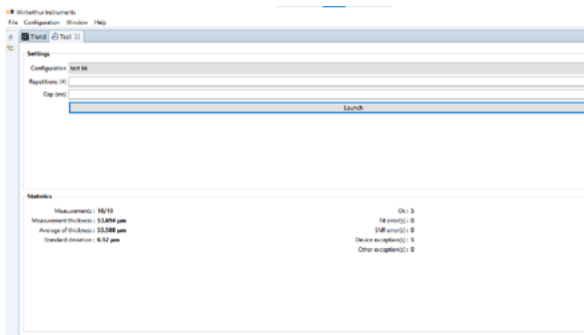 Winterthur Instruments
File Configuration Window Help
Trend Test
Settings
Configuration test bk
Repetitions (#)
Gap (ms)
Launch
Statistics
Measurements: 10/10
Measurement thickness: 53.694 µm
Average of thickness: 53.588 µm
Standard deviation: 0.12 µm
Ok: 5
Fit error(s): 0
SNR error(s): 0
Device exception(s): 5
Other exception(s): 0